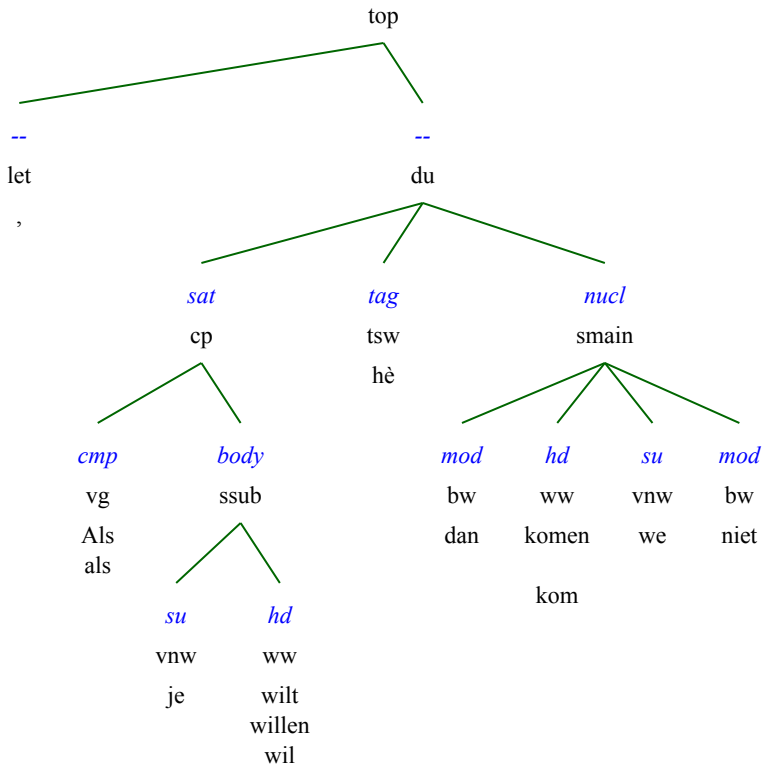 top
-- --
let du
,
sat tag nucl
cp tsw smain
hè
cmp body mod hd su mod
vg ssub bw ww vnw bw
Als dan komen we niet
als
kom
su hd
vnw ww
je wilt
willen
wil